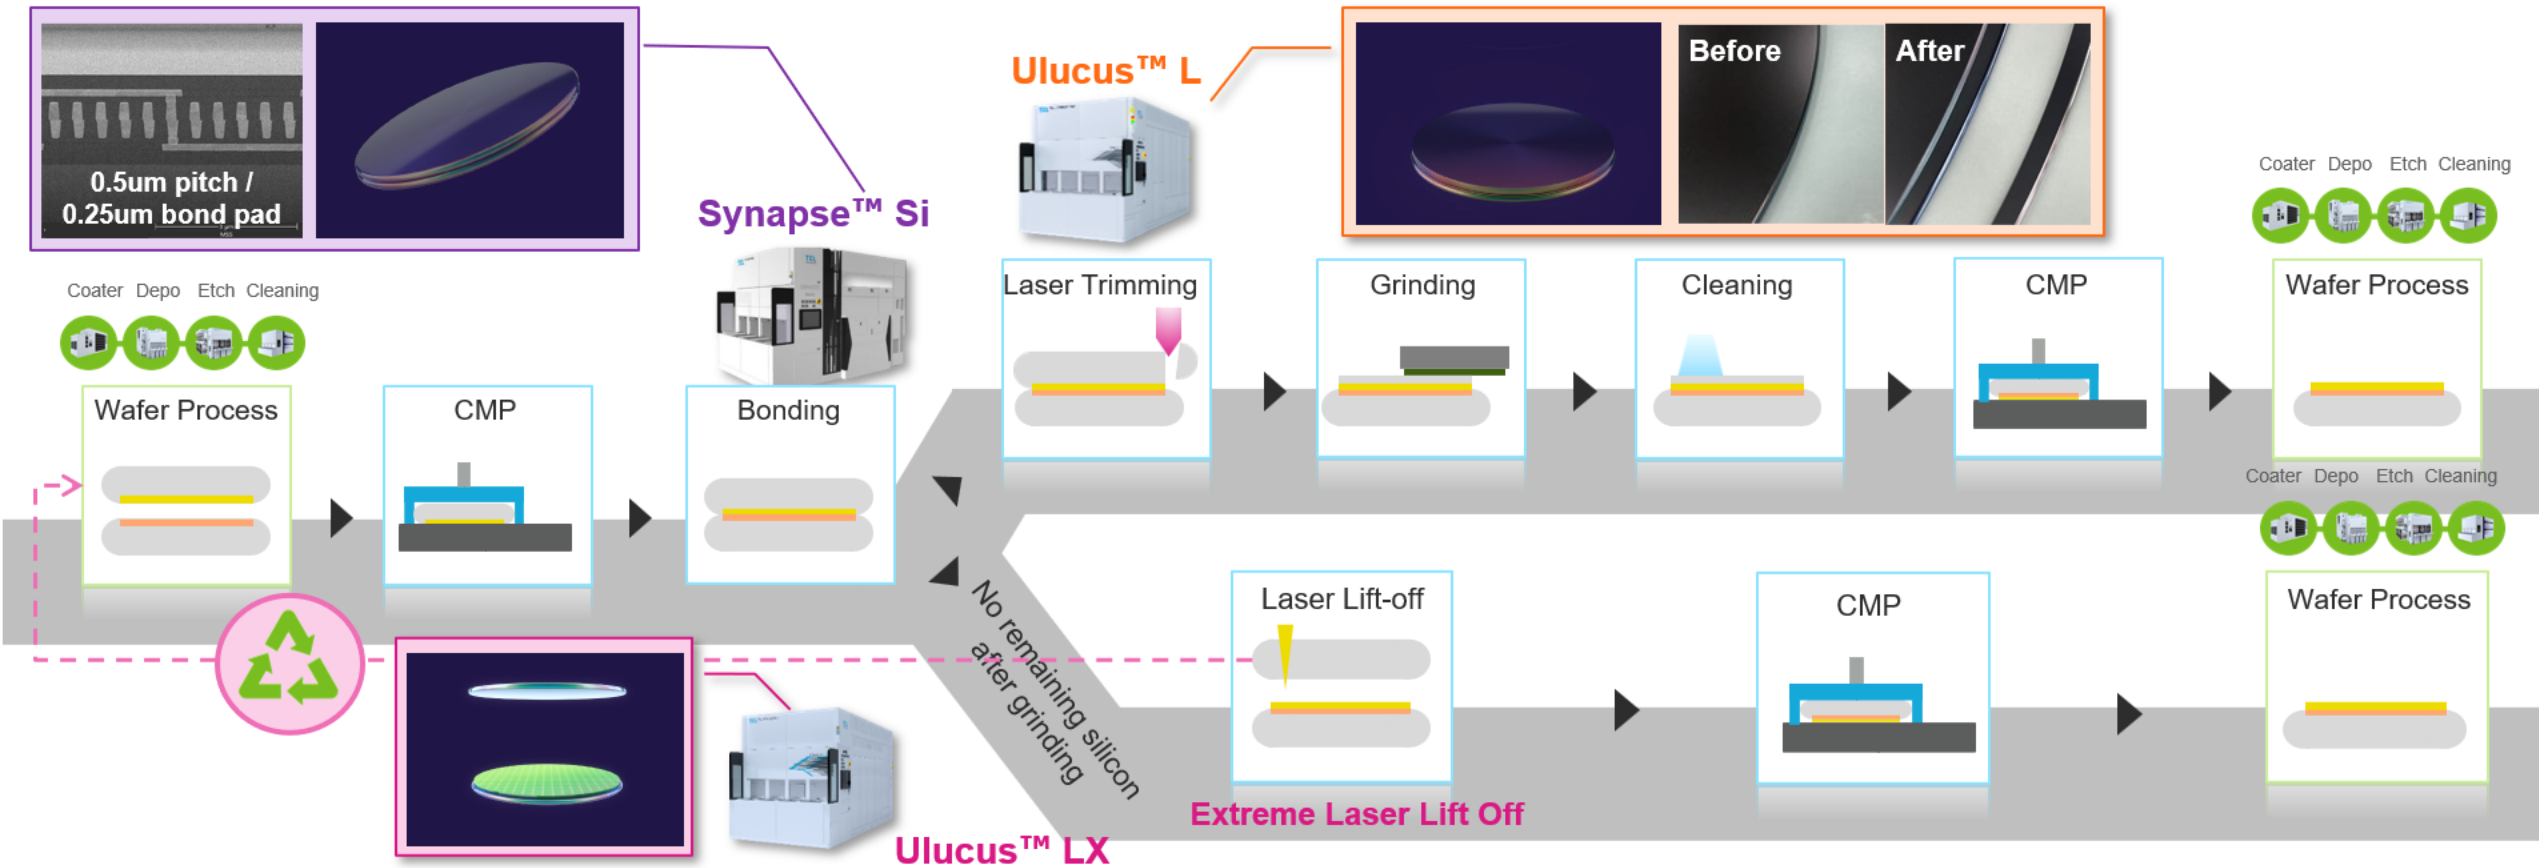 0.5um pitch /
0.25um bond pad
Synapse™ Si
Ulucus™ L
Before
After
Coater Depo Etch Cleaning
Coater Depo Etch Cleaning
Wafer Process
CMP
Bonding
Laser Trimming
Grinding
Cleaning
CMP
Wafer Process
No remaining silicon
after grinding
Coater Depo Etch Cleaning
Laser Lift-off
CMP
Wafer Process
Extreme Laser Lift Off
Ulucus™ LX
TEL